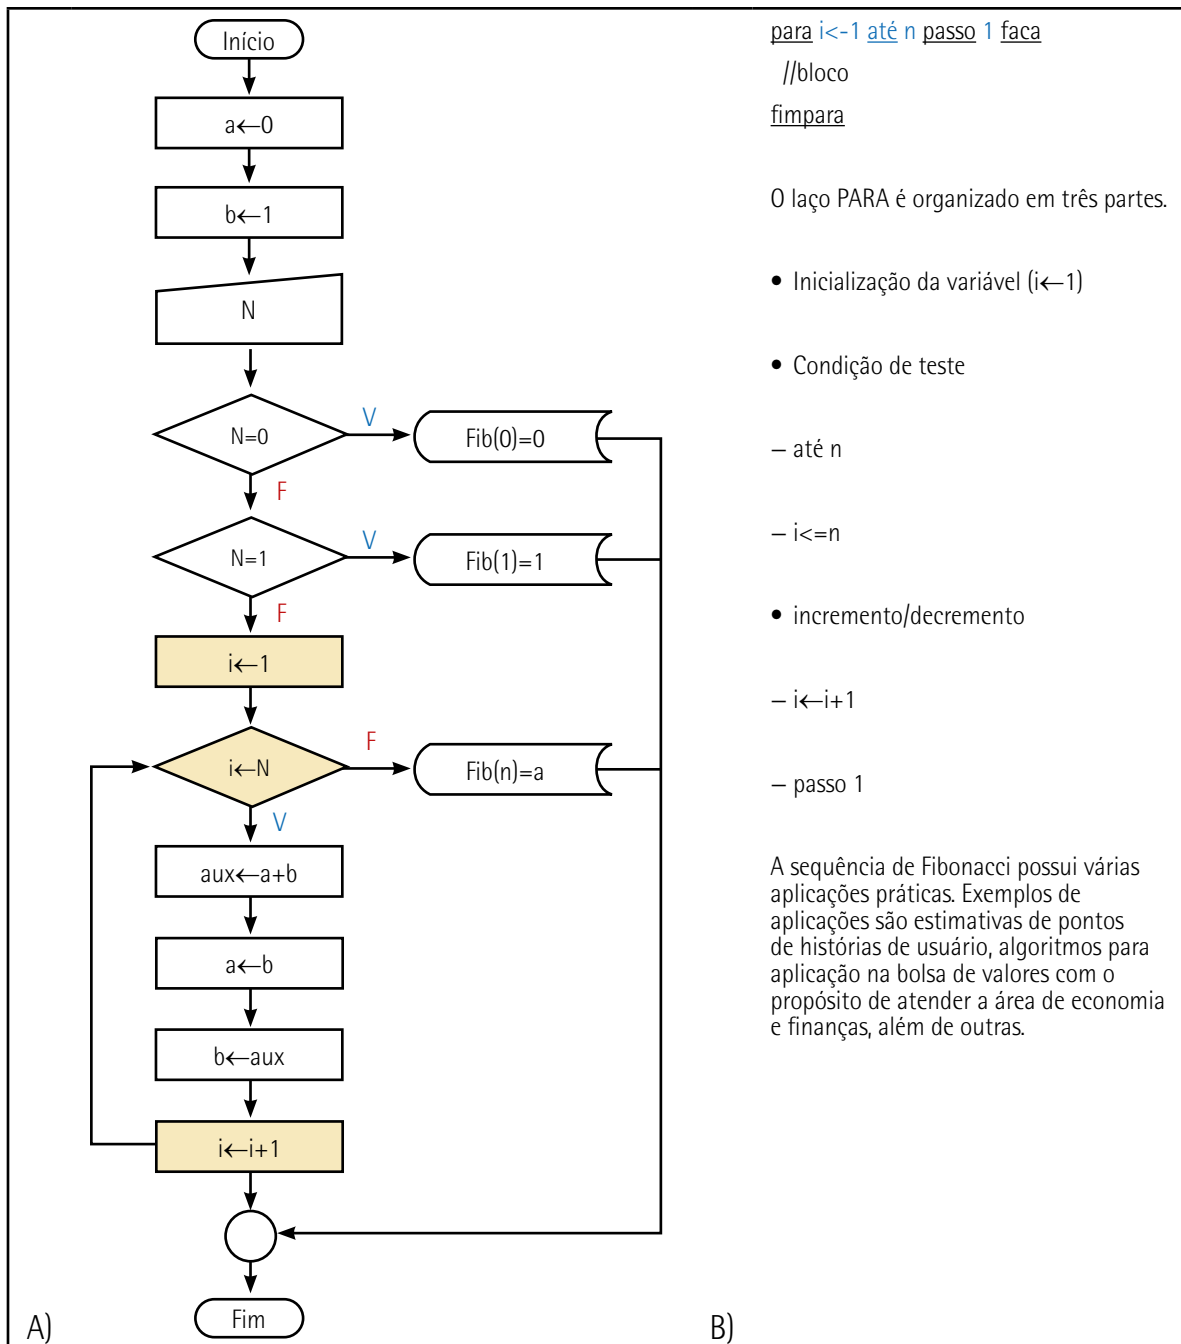 Início
a←0
b←1
N
N=0
V
Fib(0)=0
F
N=1
V
Fib(1)=1
F
i←1
i←N
F
Fib(n)=a
V
aux←a+b
a←b
b←aux
i←i+1
Fim
A)
para i<-1 até n passo 1 faca
//bloco
fimpara
O laço PARA é organizado em três partes.
• Inicialização da variável (i←1)
• Condição de teste
– até n
– i<=n
• incremento/decremento
– i←i+1
– passo 1
A sequência de Fibonacci possui várias
aplicações práticas. Exemplos de
aplicações são estimativas de pontos
de histórias de usuário, algoritmos para
aplicação na bolsa de valores com o
propósito de atender a área de economia
e finanças, além de outras.
B)